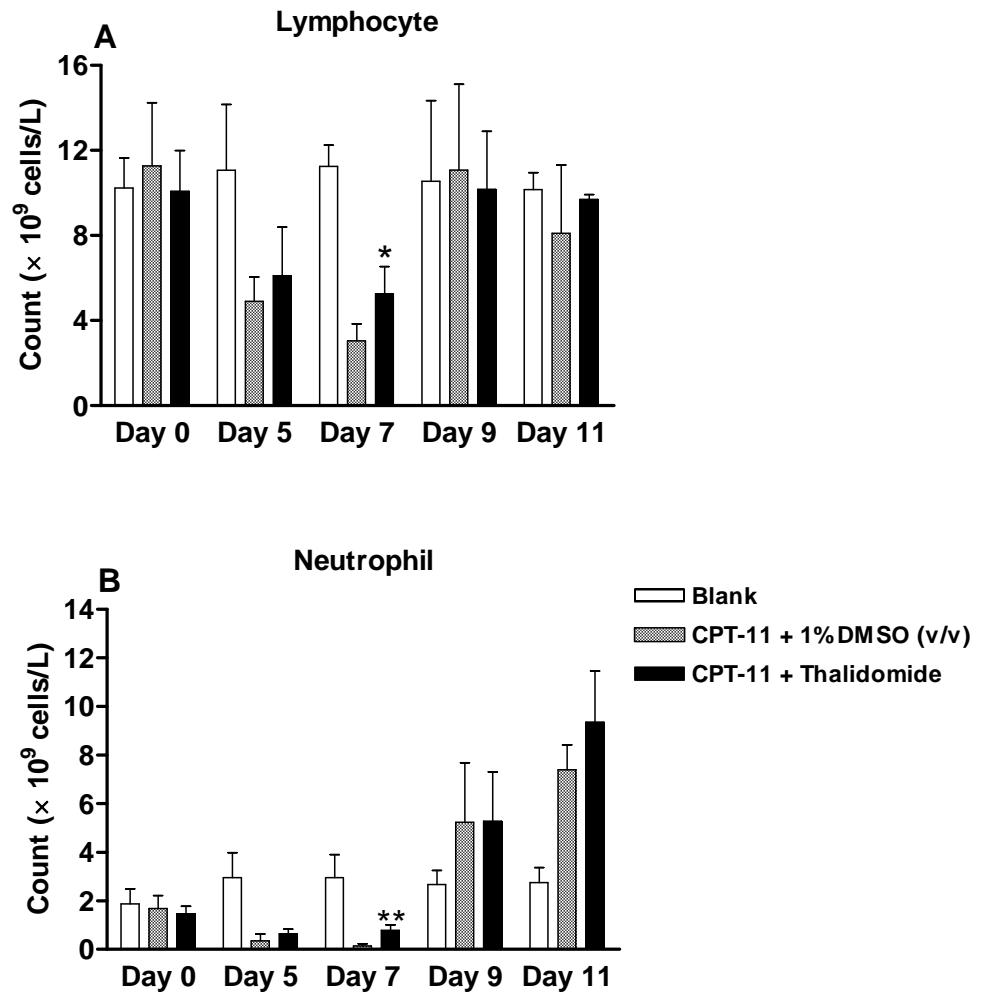 Lymphocyte
A
16
12
8
4
0
Count (× 10⁹ cells/L)
*
Day 0 Day 5 Day 7 Day 9 Day 11
Neutrophil
B
14
12
10
8
6
4
2
0
Count (× 10⁹ cells/L)
**
Day 0 Day 5 Day 7 Day 9 Day 11
Blank
CPT-11 + 1%DMSO (v/v)
CPT-11 + Thalidomide